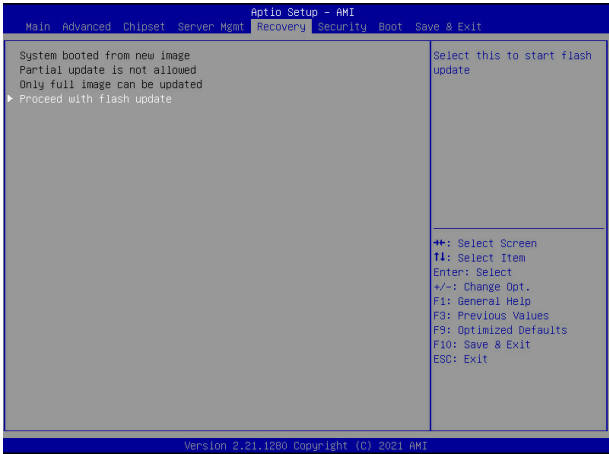 Aptio Setup – AMI
Main Advanced Chipset Server Mgmt Recovery Security Boot Save & Exit
System booted from new image
Partial update is not allowed
Only full image can be updated
Proceed with flash update
Select this to start flash
update
→←: Select Screen
↑↓: Select Item
Enter: Select
+/-: Change Opt.
F1: General Help
F3: Previous Values
F9: Optimized Defaults
F10: Save & Exit
ESC: Exit
Version 2.21.1280 Copyright (C) 2021 AMI